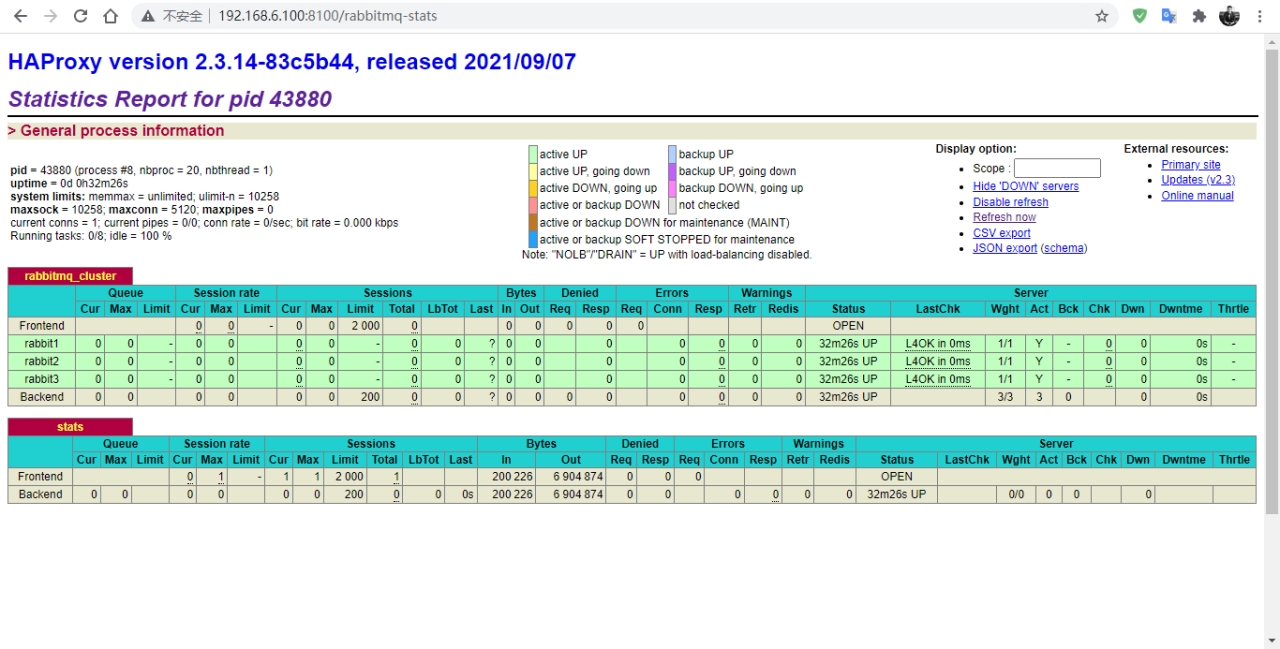 不安全 192.168.6.100:8100/rabbitmq-stats
HAProxy version 2.3.14-83c5b44, released 2021/09/07
Statistics Report for pid 43880
> General process information
pid = 43880 (process #8, nbproc = 20, nbthread = 1)
uptime = 0d 0h32m26s
system limits: memmax = unlimited; ulimit-n = 10258
maxsock = 10258; maxconn = 5120; maxpipes = 0
current conns = 1; current pipes = 0/0; conn rate = 0/sec; bit rate = 0.000 kbps
Running tasks: 0/8; idle = 100 %
active UP backup UP
active UP, going down backup UP, going down
active DOWN, going up backup DOWN, going up
active or backup DOWN not checked
active or backup DOWN for maintenance (MAINT)
active or backup SOFT STOPPED for maintenance
Note: "NOLB"/"DRAIN" = UP with load-balancing disabled.
Display option:
Scope :
Hide 'DOWN' servers
Disable refresh
Refresh now
CSV export
JSON export (schema)
External resources:
Primary site
Updates (v2.3)
Online manual
rabbitmq_cluster
Queue Session rate Sessions Bytes Denied Errors Warnings Server
Cur Max Limit Cur Max Limit Cur Max Limit Total LbTot Last In Out Req Resp Req Conn Resp Retr Redis Status LastChk Wght Act Bck Chk Dwn Dwntme Thrtle
Frontend 0 0 - 0 0 2 000 0 0 0 0 0 0 OPEN
rabbit1 0 0 - 0 0 0 0 - 0 0 ? 0 0 0 0 0 0 0 32m26s UP L4OK in 0ms 1/1 Y - 0 0 0s -
rabbit2 0 0 - 0 0 0 0 - 0 0 ? 0 0 0 0 0 0 0 32m26s UP L4OK in 0ms 1/1 Y - 0 0 0s -
rabbit3 0 0 - 0 0 0 0 - 0 0 ? 0 0 0 0 0 0 0 32m26s UP L4OK in 0ms 1/1 Y - 0 0 0s -
Backend 0 0 0 0 0 0 200 0 0 ? 0 0 0 0 0 0 0 0 32m26s UP 3/3 3 0 0 0s
stats
Queue Session rate Sessions Bytes Denied Errors Warnings Server
Cur Max Limit Cur Max Limit Cur Max Limit Total LbTot Last In Out Req Resp Req Conn Resp Retr Redis Status LastChk Wght Act Bck Chk Dwn Dwntme Thrtle
Frontend 0 1 - 1 1 2 000 1 200 226 6 904 874 0 0 0 OPEN
Backend 0 0 0 0 0 0 200 0 0 0s 200 226 6 904 874 0 0 0 0 0 0 32m26s UP 0/0 0 0 0